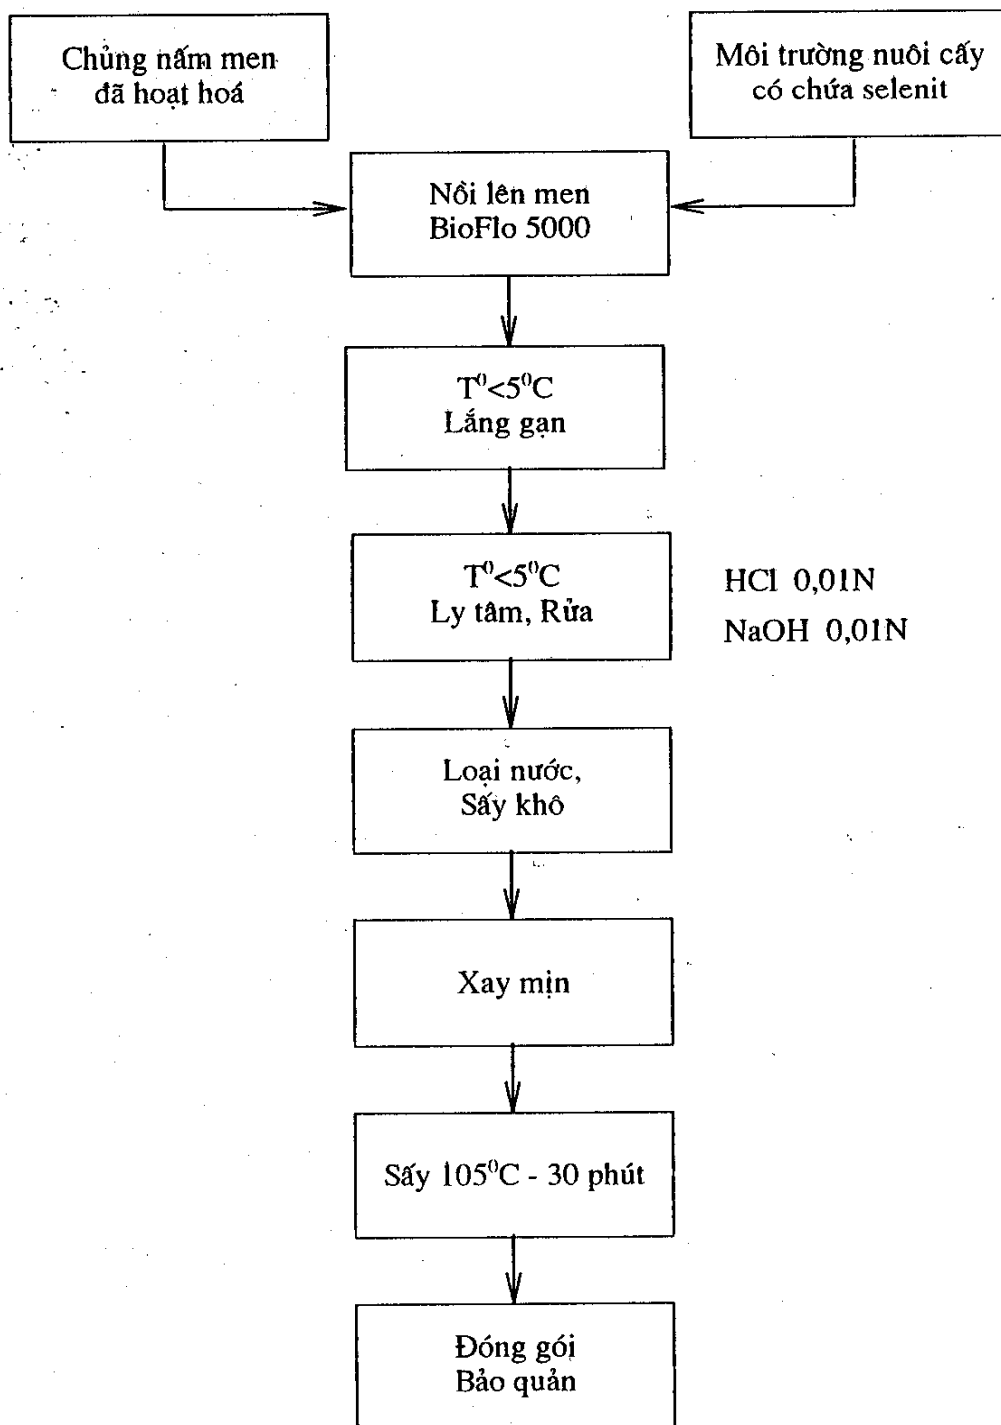 Chủng nấm men
đã hoạt hoá
Môi trường nuôi cấy
có chứa selenit
Nồi lên men
BioFlo 5000
T⁰<5⁰C
Lắng gạn
T⁰<5⁰C
Ly tâm, Rửa
HCl 0,01N
NaOH 0,01N
Loại nước,
Sấy khô
Xay mịn
Sấy 105⁰C - 30 phút
Đóng gói
Bảo quản